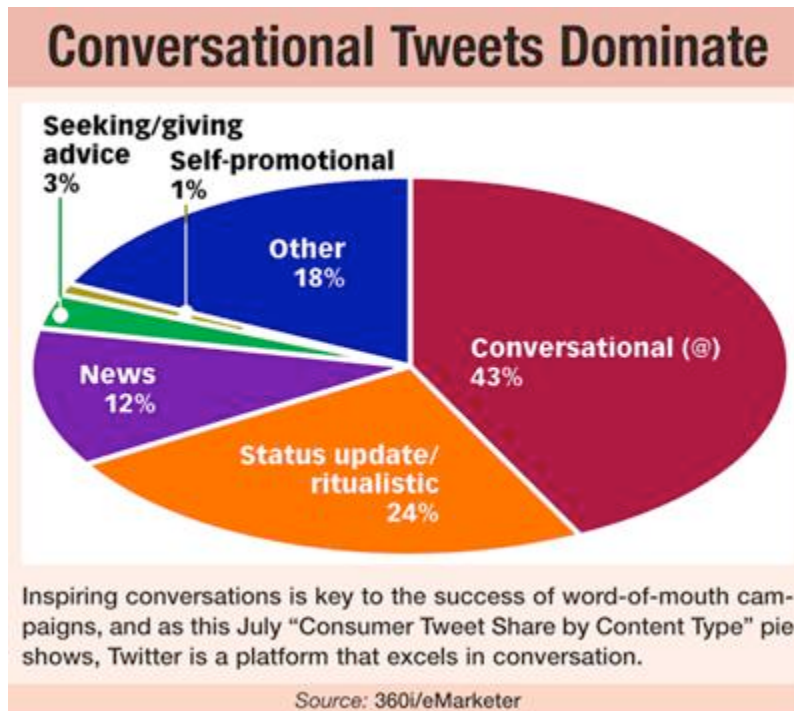 Conversational Tweets Dominate
Seeking/giving
advice
3%
Self-promotional
1%
Other
18%
Conversational (@)
43%
News
12%
Status update/
ritualistic
24%
Inspiring conversations is key to the success of word-of-mouth cam-
paigns, and as this July “Consumer Tweet Share by Content Type” pie
shows, Twitter is a platform that excels in conversation.
Source: 360i/eMarketer